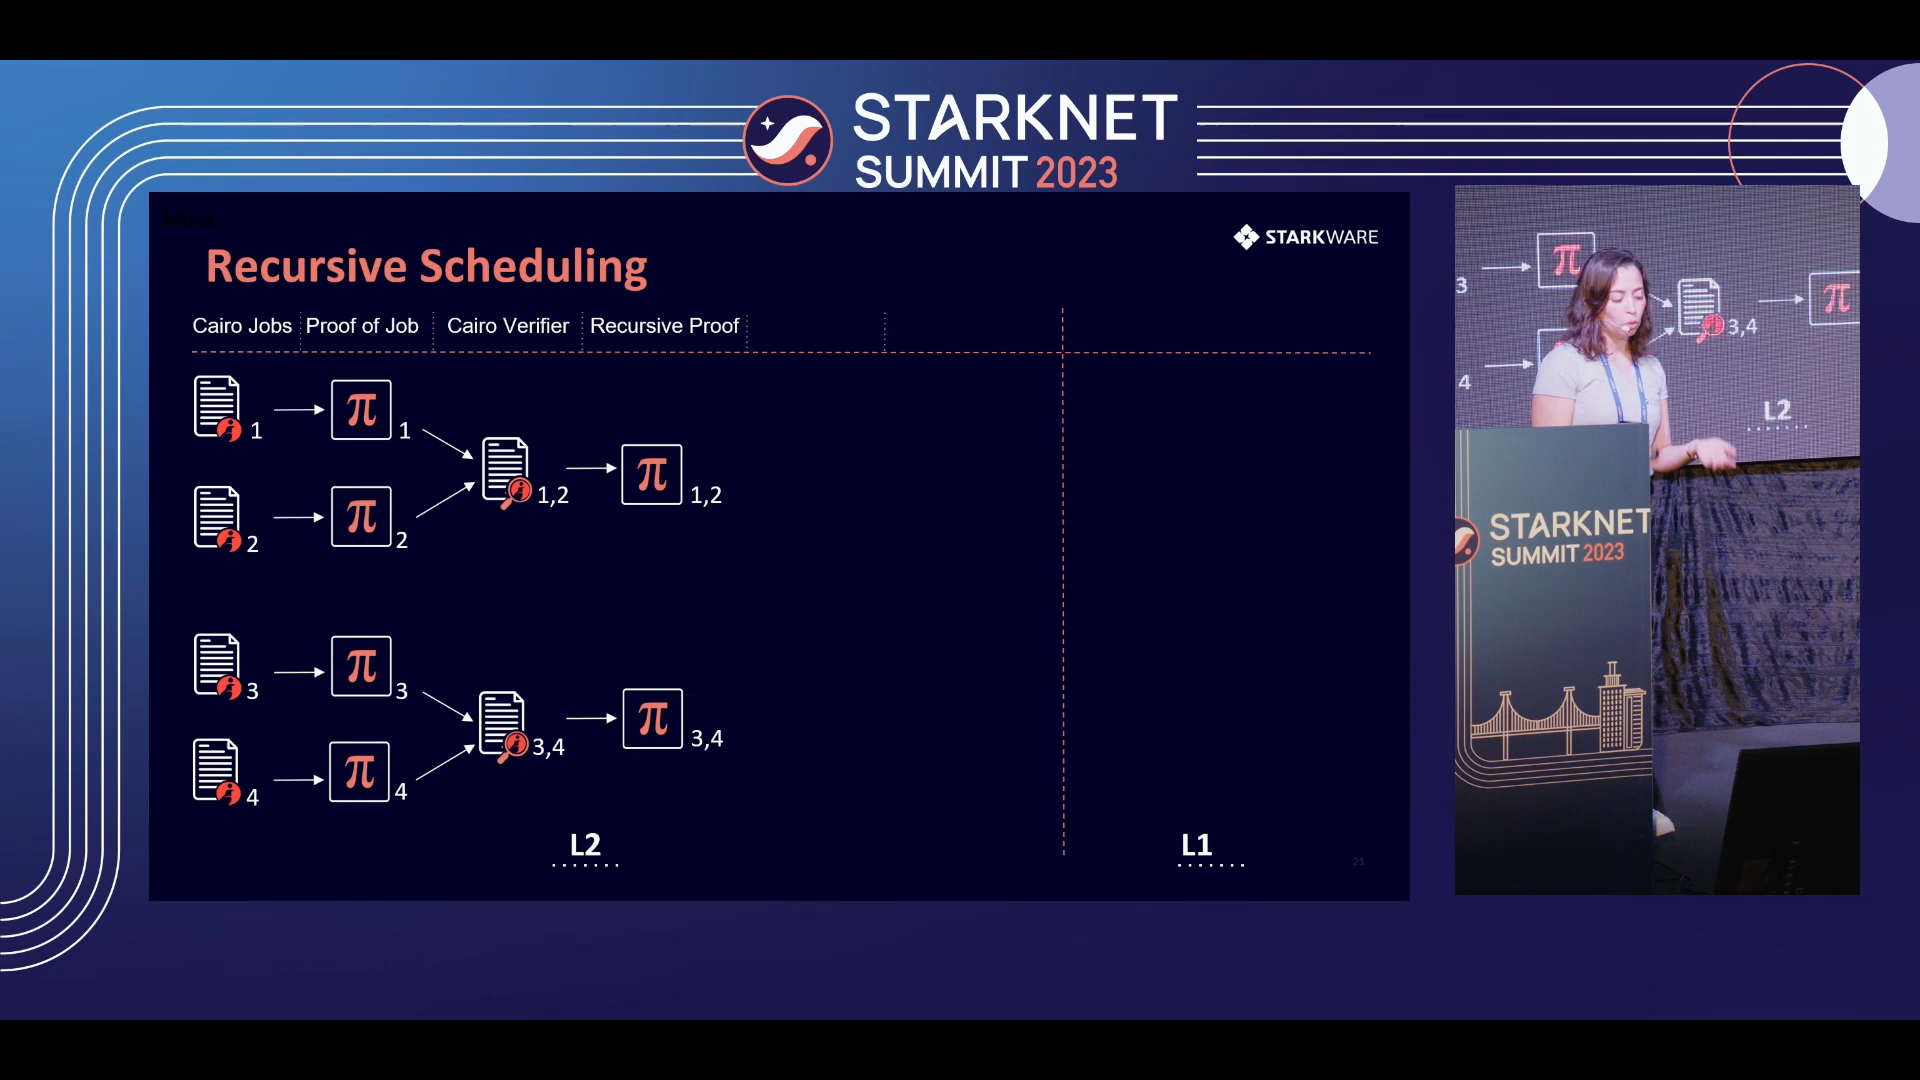 STARKNET
SUMMIT 2023
STARKWARE
Recursive Scheduling
Cairo Jobs Proof of Job Cairo Verifier Recursive Proof
1 π 1
1,2 π 1,2
2 π 2
3 π 3
3,4 π 3,4
4 π 4
L2 L1
21
3 π
3,4 π
4
L2
STARKNET
SUMMIT 2023